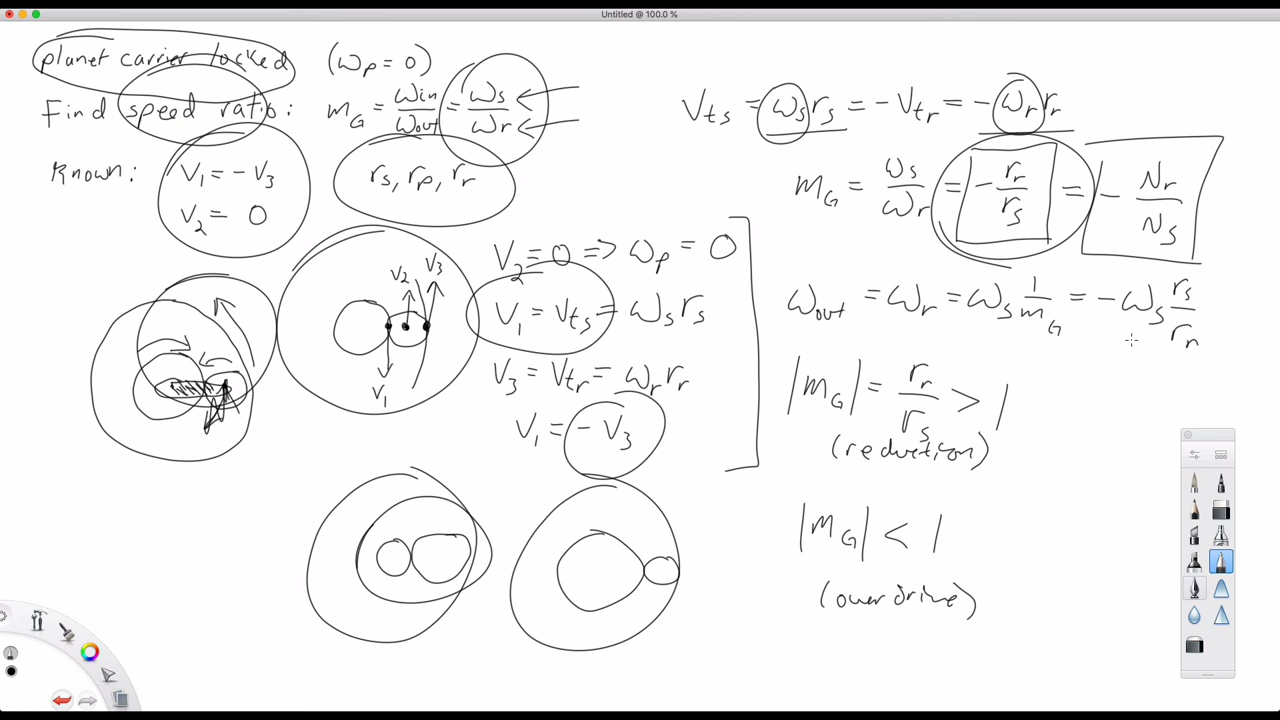 Untitled @ 100.0 %
planet carrier locked (ωp = 0)
Find speed ratio: mG = ωin/ωout = ωs/ωr
Known: V1 = - V3
V2 = 0
rs, rp, rr
V2 V3
V1
V2 = 0 => ωp = 0
V1 = Vts = ωs rs
V3 = Vtr = ωr rr
V1 = - V3
Vts = ωs rs = - Vtr = - ωr rr
mG = ωs/ωr = - rr/rs = - Nr/Ns
ωout = ωr = ωs 1/mG = - ωs rs/rr
|mG| = rr/rs > 1
(reduction)
|mG| < 1
(overdrive)